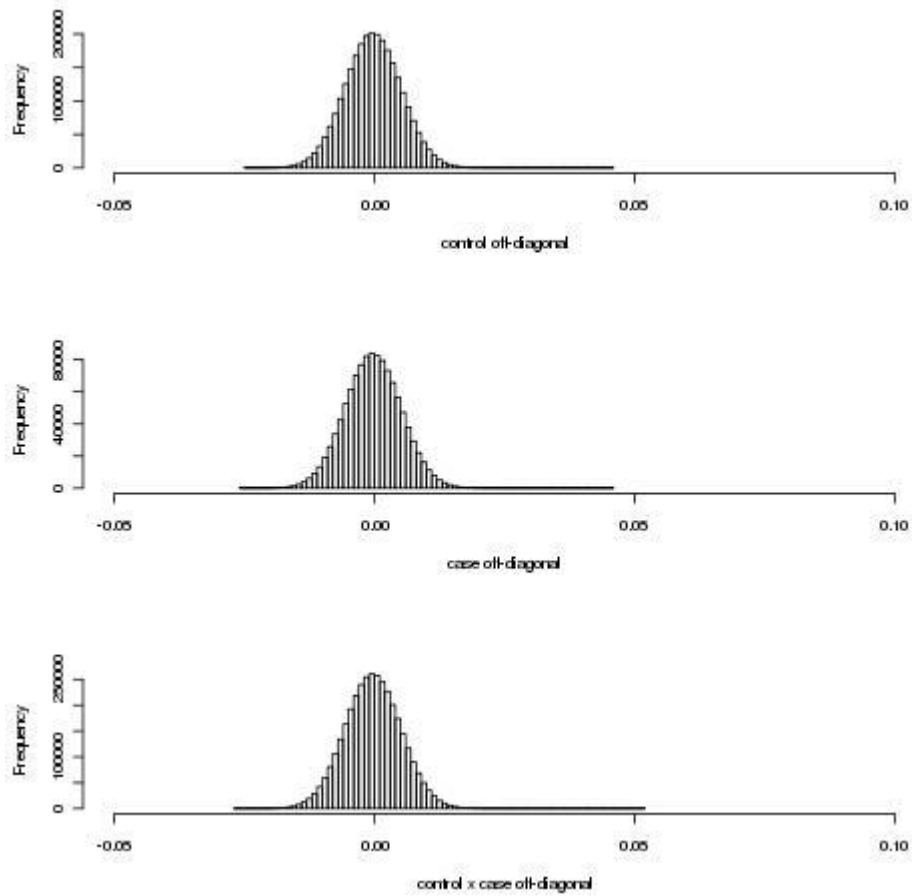 Frequency
0 100000 200000
-0.05 0.00 0.05 0.10
control off-diagonal
Frequency
0 40000 80000
-0.05 0.00 0.05 0.10
case off-diagonal
Frequency
0 100000 250000
-0.05 0.00 0.05 0.10
control x case off-diagonal